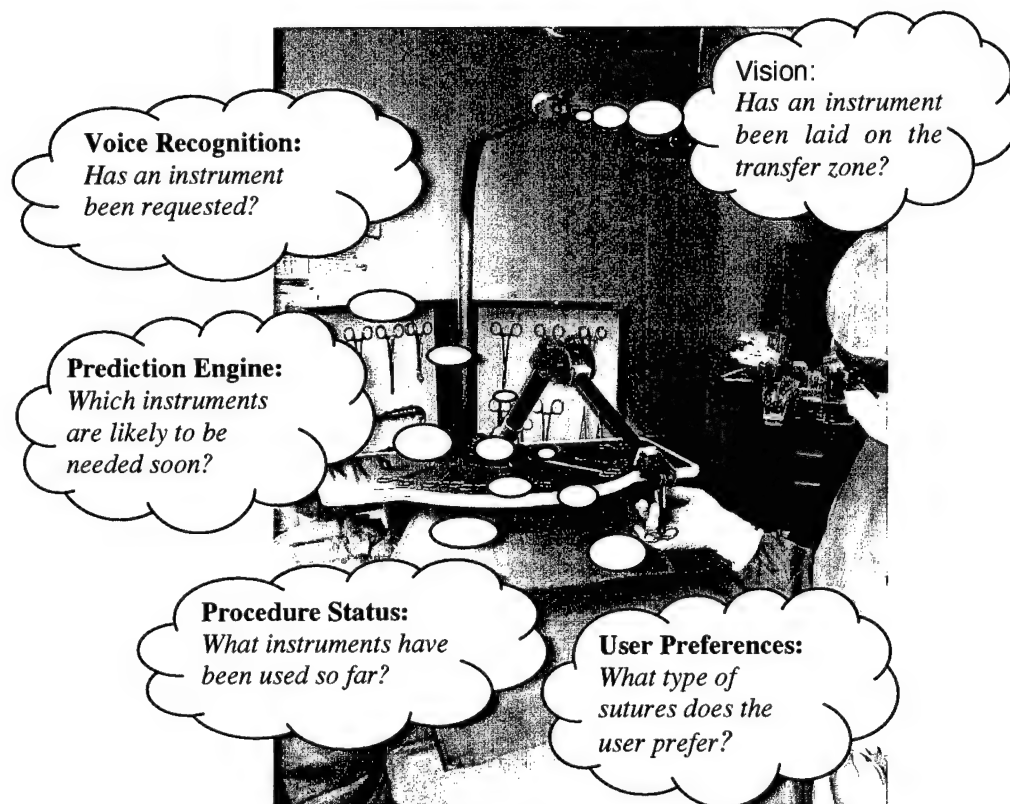 Vision:
Has an instrument
been laid on the
transfer zone?
Voice Recognition:
Has an instrument
been requested?
Prediction Engine:
Which instruments
are likely to be
needed soon?
Procedure Status:
What instruments have
been used so far?
User Preferences:
What type of
sutures does the
user prefer?